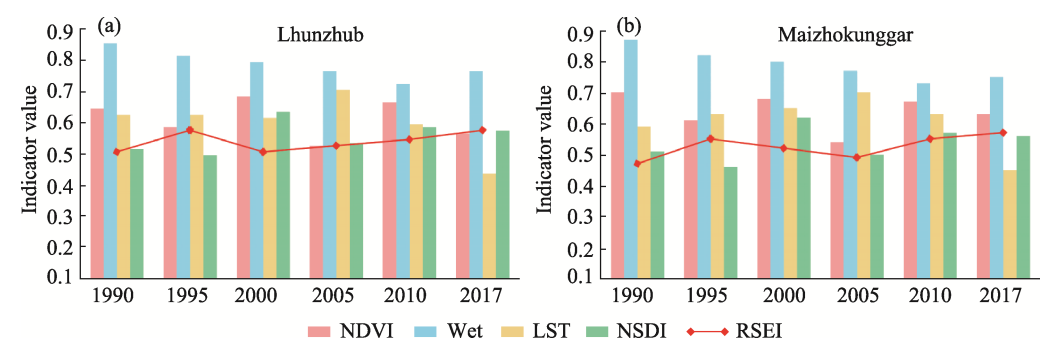 (a)
Lhunzhub
Indicator value
0.9
0.8
0.7
0.6
0.5
0.4
0.3
0.2
0.1
1990 1995 2000 2005 2010 2017
(b)
Maizhokunggar
Indicator value
0.9
0.8
0.7
0.6
0.5
0.4
0.3
0.2
0.1
1990 1995 2000 2005 2010 2017
NDVI Wet LST NSDI RSEI